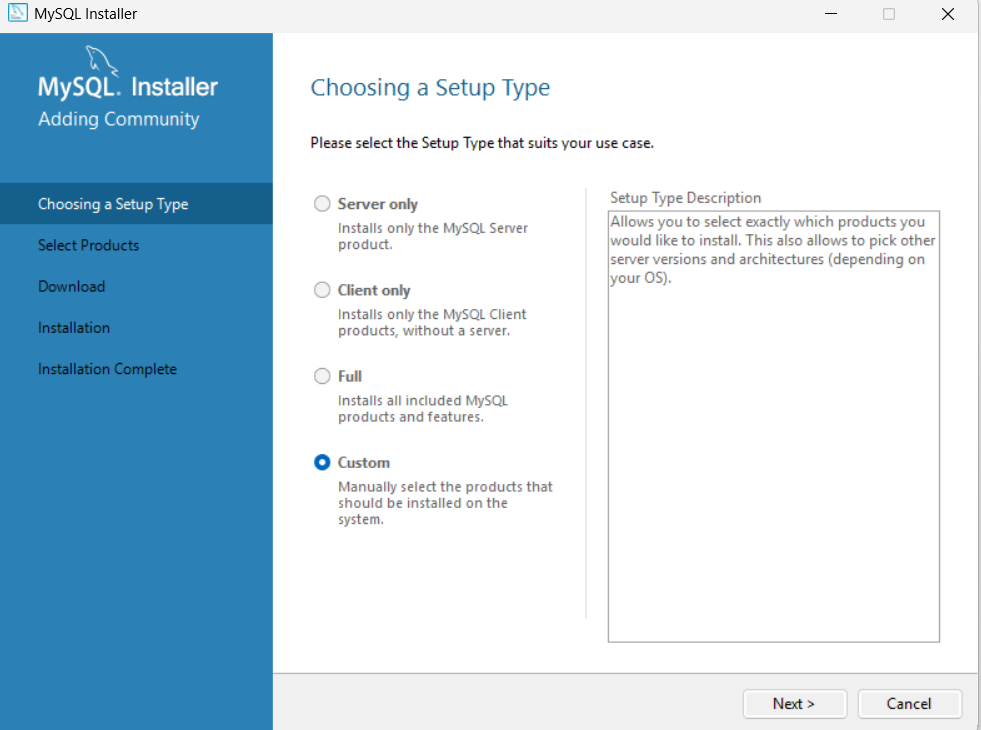 MySQL Installer
MySQL. Installer
Adding Community
Choosing a Setup Type
Select Products
Download
Installation
Installation Complete
Choosing a Setup Type
Please select the Setup Type that suits your use case.
Server only
Installs only the MySQL Server
product.
Client only
Installs only the MySQL Client
products, without a server.
Full
Installs all included MySQL
products and features.
Custom
Manually select the products that
should be installed on the
system.
Setup Type Description
Allows you to select exactly which products you
would like to install. This also allows to pick other
server versions and architectures (depending on
your OS).
Next >
Cancel